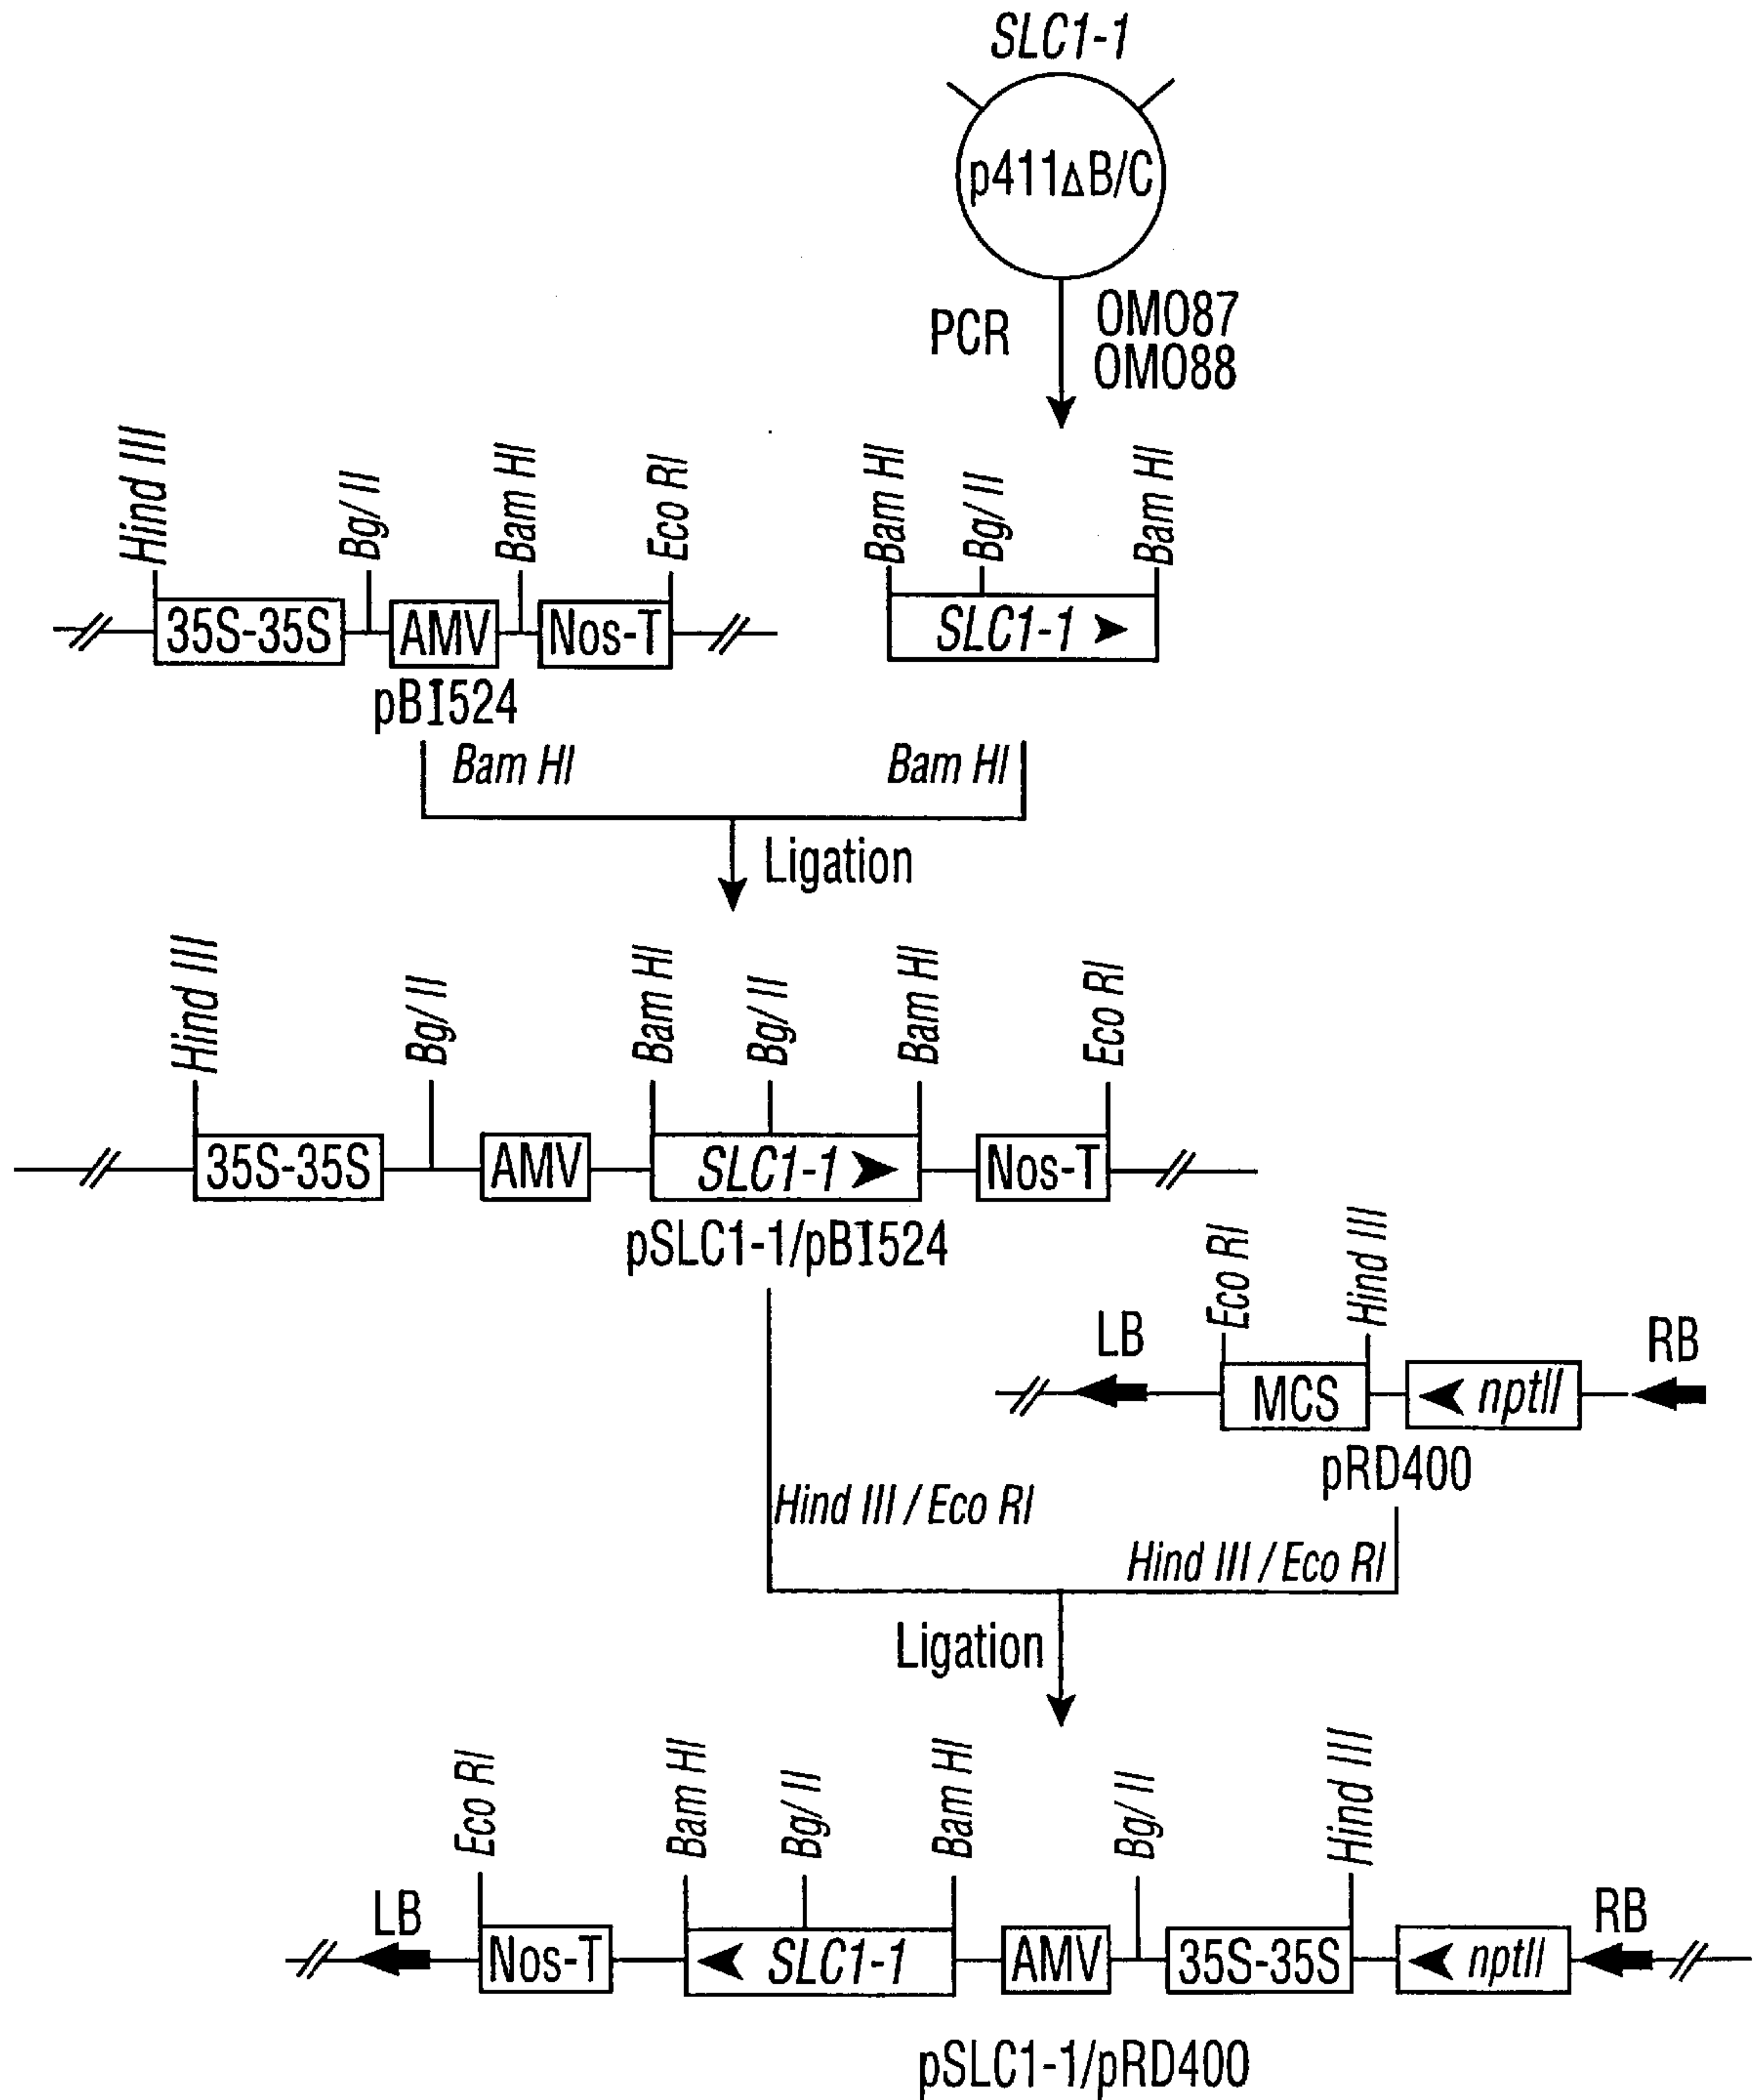 SLC1-1
p411ΔB/C
PCR
OM087
OM088
Hind III
Bgl II
Bam HI
Eco RI
Bam HI
Bgl II
Bam HI
35S-35S
AMV
Nos-T
SLC1-1
pBI524
Bam HI
Bam HI
Ligation
Hind III
Bgl II
Bam HI
Bgl II
Bam HI
Eco RI
35S-35S
AMV
SLC1-1
Nos-T
pSLC1-1/pBI524
Eco RI
Hind III
LB
RB
MCS
nptII
pRD400
Hind III / Eco RI
Hind III / Eco RI
Ligation
Eco RI
Bam HI
Bgl II
Bam HI
Bgl II
Hind III
LB
RB
Nos-T
SLC1-1
AMV
35S-35S
nptII
pSLC1-1/pRD400